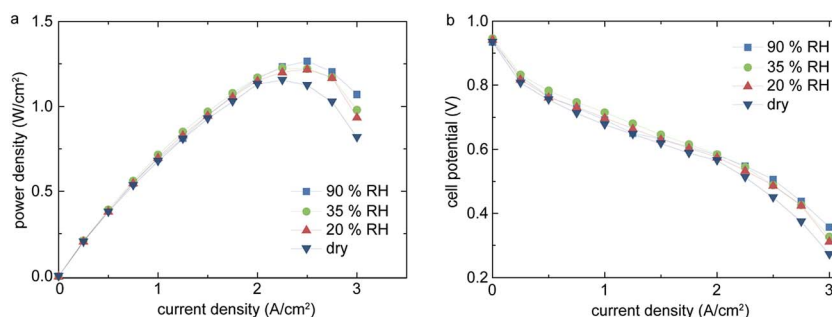 a
1.5
1.0
0.5
0.0
power density (W/cm²)
90 % RH
35 % RH
20 % RH
dry
0
1
2
3
current density (A/cm²)
b
1.0
0.8
0.6
0.4
0.2
cell potential (V)
90 % RH
35 % RH
20 % RH
dry
0
1
2
3
current density (A/cm²)